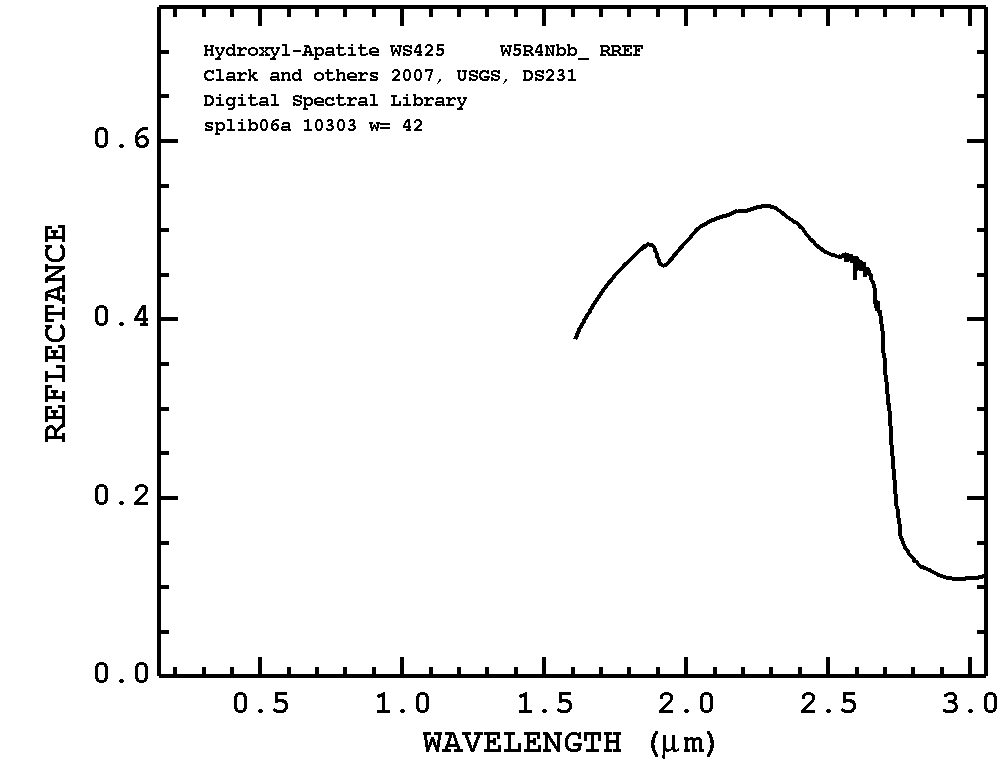 Hydroxyl-Apatite WS425 W5R4Nbb_ RREF
Clark and others 2007, USGS, DS231
Digital Spectral Library
splib06a 10303 w= 42
REFLECTANCE
0.6
0.4
0.2
0.0
0.5 1.0 1.5 2.0 2.5 3.0
WAVELENGTH (μm)